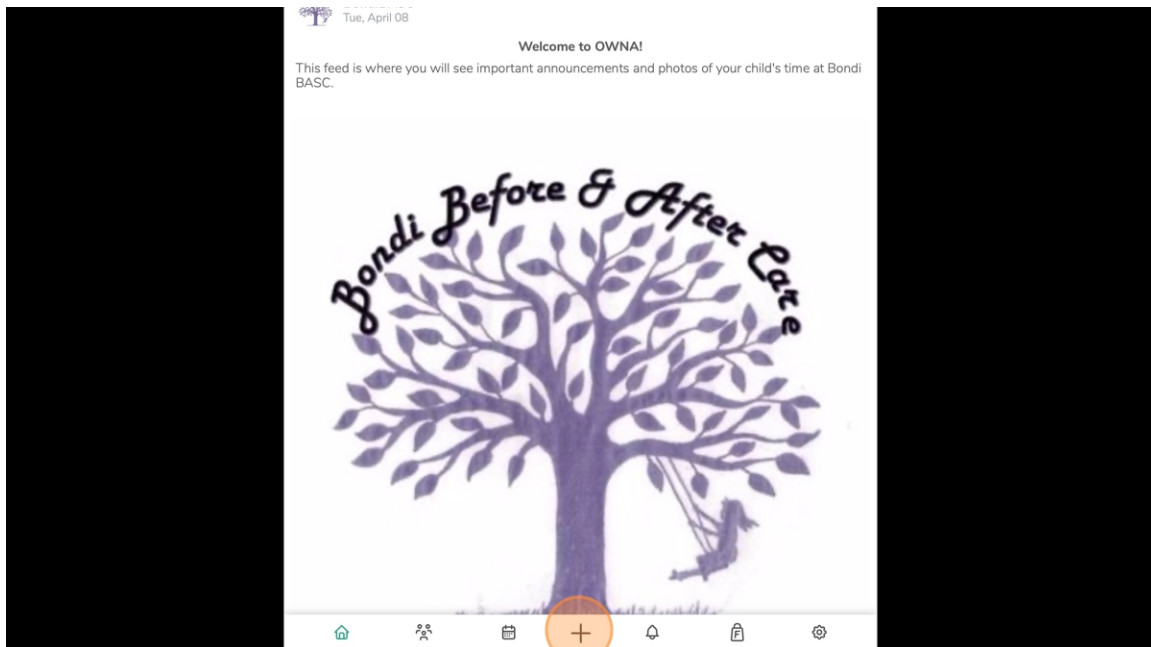 Tue, April 08
Welcome to OWNA!
This feed is where you will see important announcements and photos of your child's time at Bondi
BASC.
Bondi Before & After Care
F